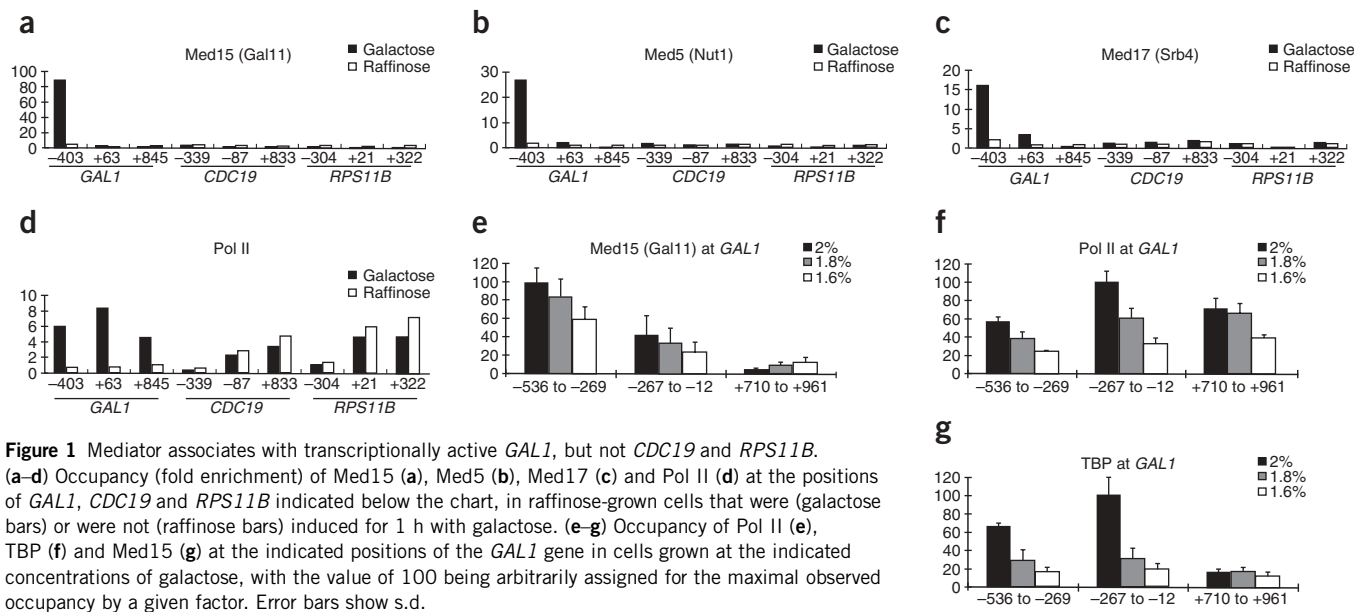 a
Med15 (Gal11)
Galactose
Raffinose
100
80
60
40
20
0
–403 +63 +845 –339 –87 +833 –304 +21 +322
GAL1 CDC19 RPS11B
b
Med5 (Nut1)
Galactose
Raffinose
30
20
10
0
–403 +63 +845 –339 –87 +833 –304 +21 +322
GAL1 CDC19 RPS11B
c
Med17 (Srb4)
Galactose
Raffinose
20
15
10
5
0
–403 +63 +845 –339 –87 +833 –304 +21 +322
GAL1 CDC19 RPS11B
d
Pol II
Galactose
Raffinose
10
8
6
4
2
0
–403 +63 +845 –339 –87 +833 –304 +21 +322
GAL1 CDC19 RPS11B
e
Med15 (Gal11) at GAL1
2%
1.8%
1.6%
120
100
80
60
40
20
0
–536 to –269 –267 to –12 +710 to +961
f
Pol II at GAL1
2%
1.8%
1.6%
120
100
80
60
40
20
0
–536 to –269 –267 to –12 +710 to +961
g
TBP at GAL1
2%
1.8%
1.6%
120
100
80
60
40
20
0
–536 to –269 –267 to –12 +710 to +961
Figure 1 Mediator associates with transcriptionally active GAL1, but not CDC19 and RPS11B.
(a–d) Occupancy (fold enrichment) of Med15 (a), Med5 (b), Med17 (c) and Pol II (d) at the positions
of GAL1, CDC19 and RPS11B indicated below the chart, in raffinose-grown cells that were (galactose
bars) or were not (raffinose bars) induced for 1 h with galactose. (e–g) Occupancy of Pol II (e),
TBP (f) and Med15 (g) at the indicated positions of the GAL1 gene in cells grown at the indicated
concentrations of galactose, with the value of 100 being arbitrarily assigned for the maximal observed
occupancy by a given factor. Error bars show s.d.